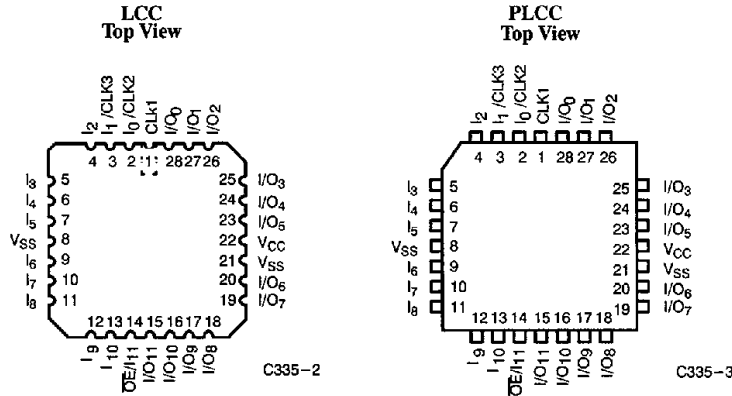 LCC
Top View
I2 I1/CLK3 I0/CLK2 CLK1 I/O0 I/O1 I/O2
4 3 2 1 28 27 26
I3 5 25 I/O3
I4 6 24 I/O4
I5 7 23 I/O5
VSS 8 22 VCC
I6 9 21 VSS
I7 10 20 I/O6
I8 11 19 I/O7
12 13 14 15 16 17 18
I9 I10 O̅E̅/I11 I/O11 I/O10 I/O9 I/O8
C335-2
PLCC
Top View
I2 I1/CLK3 I0/CLK2 CLK1 I/O0 I/O1 I/O2
4 3 2 1 28 27 26
I3 5 25 I/O3
I4 6 24 I/O4
I5 7 23 I/O5
VSS 8 22 VCC
I6 9 21 VSS
I7 10 20 I/O6
I8 11 19 I/O7
12 13 14 15 16 17 18
I9 I10 O̅E̅/I11 I/O11 I/O10 I/O9 I/O8
C335-3